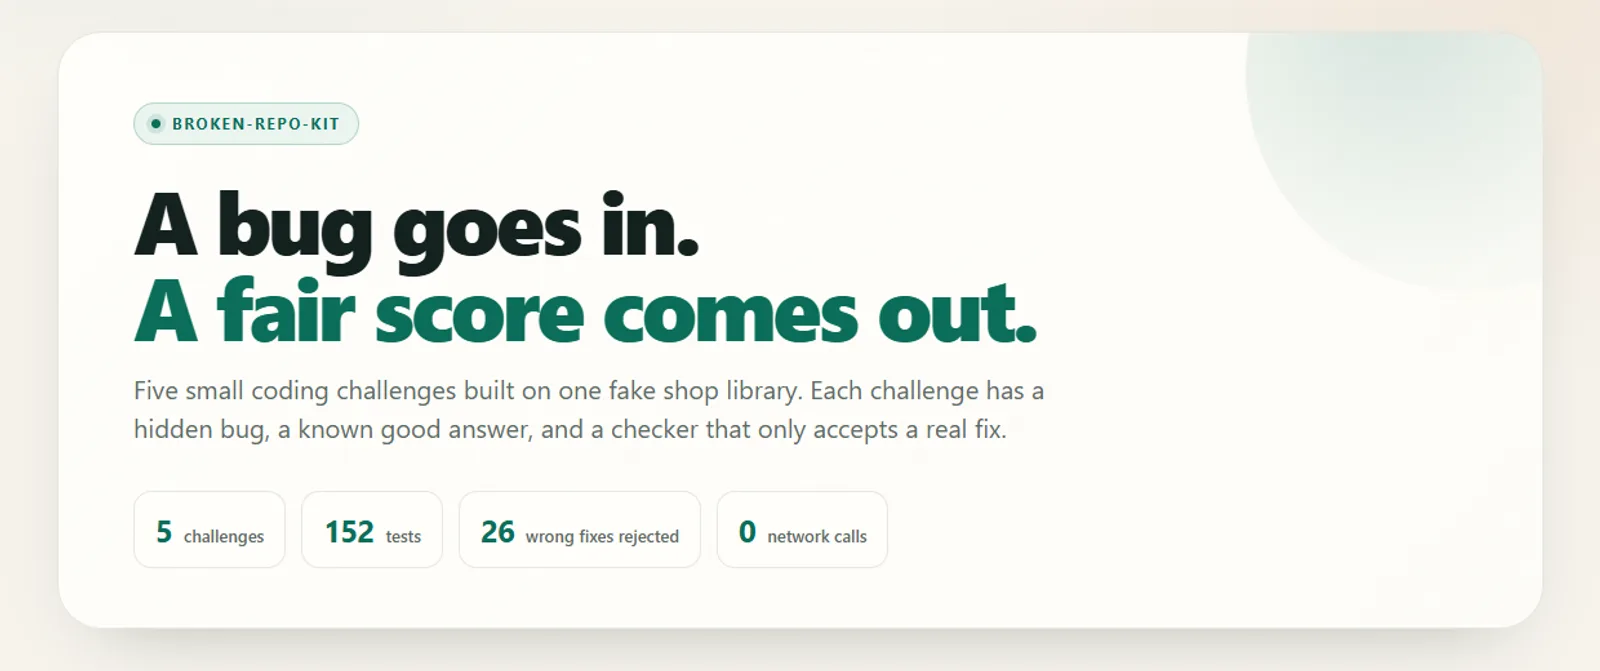 BROKEN-REPO-KIT
A bug goes in.
A fair score comes out.
Five small coding challenges built on one fake shop library. Each challenge has a
hidden bug, a known good answer, and a checker that only accepts a real fix.
5 challenges
152 tests
26 wrong fixes rejected
0 network calls